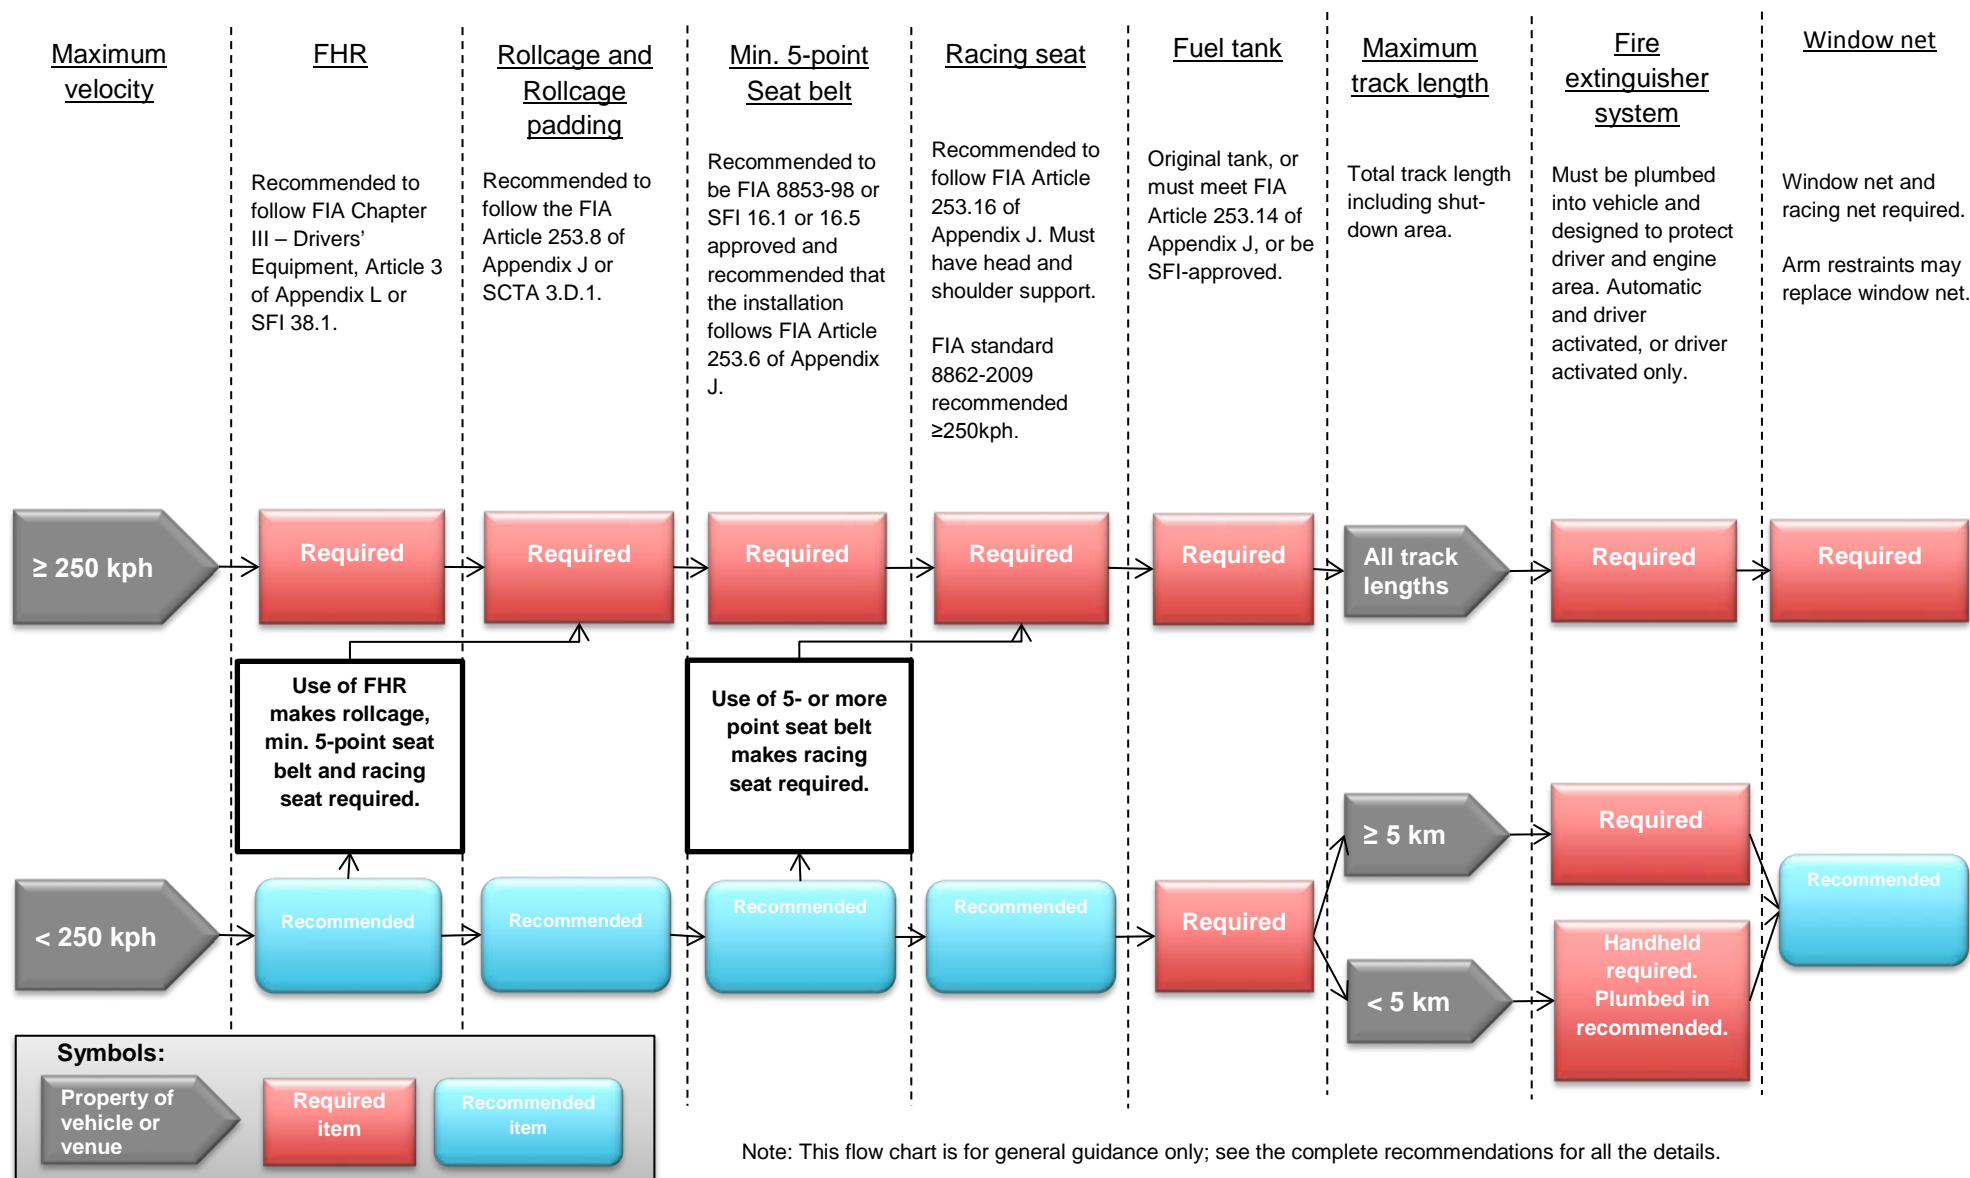 Maximum
velocity
FHR
Recommended to
follow FIA Chapter
III – Drivers’
Equipment, Article 3
of Appendix L or
SFI 38.1.
Rollcage and
Rollcage
padding
Recommended to
follow the FIA
Article 253.8 of
Appendix J or
SCTA 3.D.1.
Min. 5-point
Seat belt
Recommended to
be FIA 8853-98 or
SFI 16.1 or 16.5
approved and
recommended that
the installation
follows FIA Article
253.6 of Appendix
J.
Racing seat
Recommended to
follow FIA Article
253.16 of
Appendix J. Must
have head and
shoulder support.
FIA standard
8862-2009
recommended
≥250kph.
Fuel tank
Original tank, or
must meet FIA
Article 253.14 of
Appendix J, or be
SFI-approved.
Maximum
track length
Total track length
including shut-
down area.
Fire
extinguisher
system
Must be plumbed
into vehicle and
designed to protect
driver and engine
area. Automatic
and driver
activated, or driver
activated only.
Window net
Window net and
racing net required.
Arm restraints may
replace window net.
≥ 250 kph
Required
Required
Required
Required
Required
All track
lengths
Required
Required
Use of FHR
makes rollcage,
min. 5-point seat
belt and racing
seat required.
Use of 5- or more
point seat belt
makes racing
seat required.
< 250 kph
Recommended
Recommended
Recommended
Recommended
Required
≥ 5 km
Required
< 5 km
Handheld
required.
Plumbed in
recommended.
Recommended
Symbols:
Property of
vehicle or
venue
Required
item
Recommended
item
Note: This flow chart is for general guidance only; see the complete recommendations for all the details.